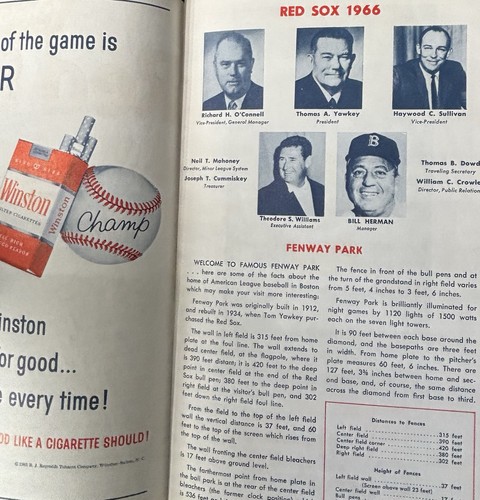 of the game is
R
KING SIZE
Winston
FILTER CIGARETTES
Winston
Champ
inston
or good...
e every time!
OD LIKE A CIGARETTE SHOULD!
RED SOX 1966
Richard H. O'Connell
Vice-President, General Manager
Thomas A. Yawkey
President
Haywood C. Sullivan
Vice-President
Neil T. Mahoney
Director, Minor League System
Joseph T. Cummiskey
Treasurer
B
Theodore S. Williams
Executive Assistant
BILL HERMAN
Manager
Thomas B. Dowd
Traveling Secretary
William C. Crowle
Director, Public Relation
FENWAY PARK
WELCOME TO FAMOUS FENWAY PARK
. . . here are some of the facts about the
home of American League baseball in Boston
which may make your visit more interesting:
Fenway Park was originally built in 1912,
and rebuilt in 1934, when Tom Yawkey pur-
chased the Red Sox.
The wall in left field is 315 feet from home
plate at the foul line. The wall extends to
dead center field, at the flagpole, where it
is 390 feet distant; it is 420 feet to the deep
point in center field at the end of the Red
Sox bull pen; 380 feet to the deep point in
right field at the visitor's bull pen, and 302
feet down the right field foul line.
From the field to the top of the left field
wall the vertical distance is 37 feet, and 60
feet to the top of the screen which rises from
the top of the wall.
The wall fronting the center field bleachers
is 17 feet above ground level.
The farthermost point from home plate in
the ball park is at the rear of the center field
bleachers (the former clock position)
is 536 feet
The fence in front of the bull pens and at
the turn of the grandstand in right field varies
from 5 feet, 4 inches to 3 feet, 6 inches.
Fenway Park is brilliantly illuminated for
night games by 1120 lights of 1500 watts
each on the seven light towers.
It is 90 feet between each base around the
diamond, and the basepaths are three feet
in width. From home plate to the pitcher's
plate measures 60 feet, 6 inches. There are
127 feet, 3⅜ inches between home and sec-
ond base, and, of course, the same distance
across the diamond from first base to third.
Distances to Fences
Left field 315 feet
Center field 390 feet
Center field corner 420 feet
Deep right field 380 feet
Right field 302 feet
Height of Fences
Left field wall 37 feet
(Screen above wall 23 feet)
Center field
Bull pens